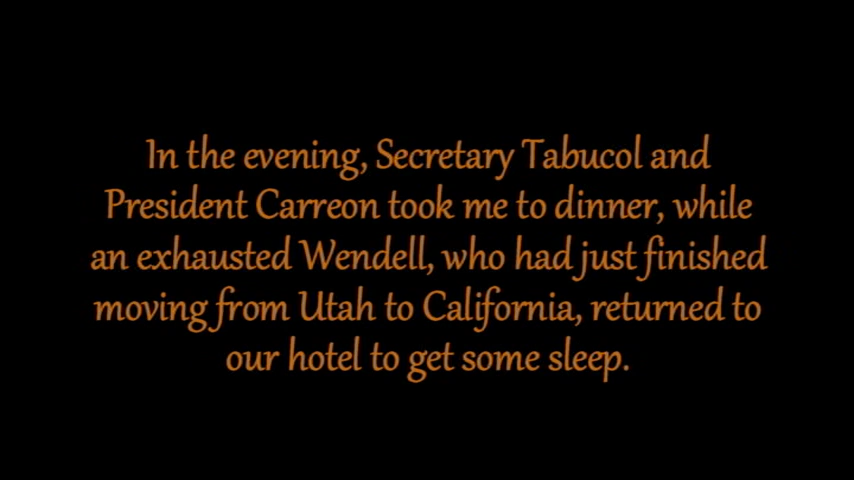 In the evening, Secretary Tabucol and
President Carreon took me to dinner, while
an exhausted Wendell, who had just finished
moving from Utah to California, returned to
our hotel to get some sleep.